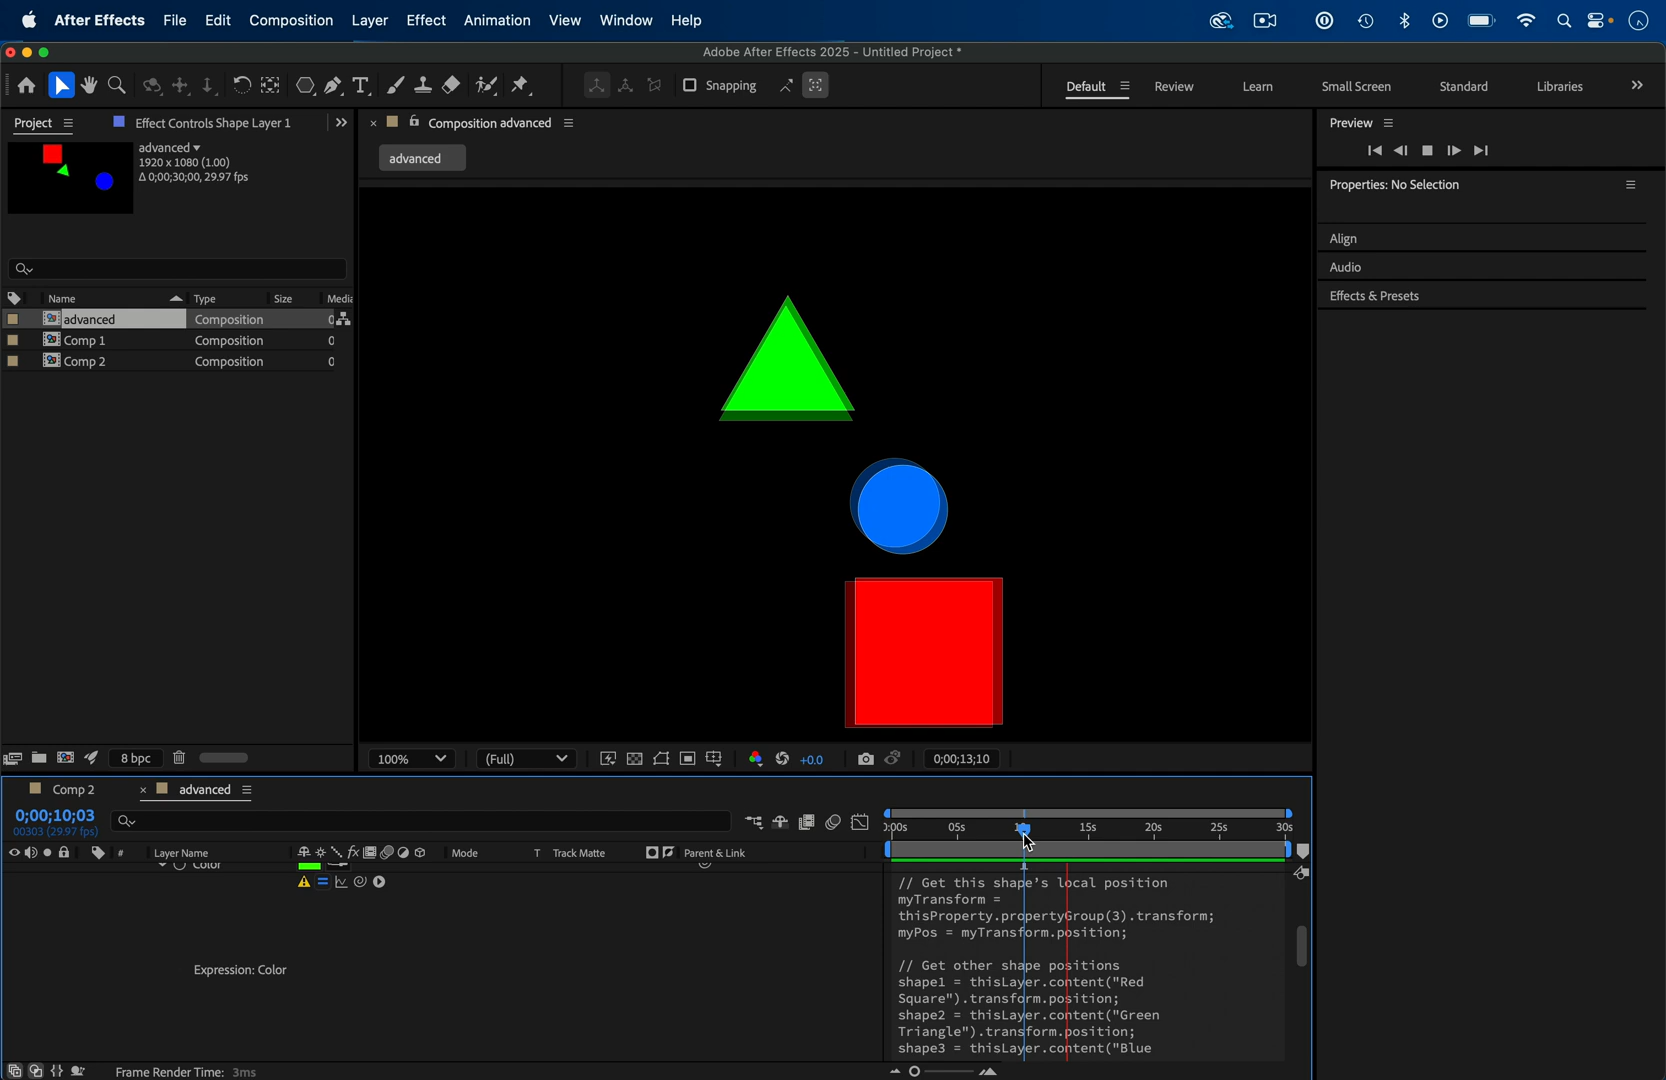 After Effects File Edit Composition Layer Effect Animation View Window Help
Adobe After Effects 2025 - Untitled Project *
Snapping
Default
Review
Learn
Small Screen
Standard
Libraries
Project
Effect Controls Shape Layer 1
Composition advanced
Preview
advanced
1920 x 1080 (1.00)
Δ 0;00;30;00, 29.97 fps
advanced
Properties: No Selection
Align
Audio
Effects & Presets
Name Type Size Media
advanced Composition 0
Comp 1 Composition 0
Comp 2 Composition 0
8 bpc
100% (Full) +0.0 0;00;13;10
Comp 2
advanced
0;00;10;03
00303 (29.97 fps)
0:00s 05s 15s 20s 25s 30s
# Layer Name Mode T Track Matte Parent & Link
Color
Expression: Color
// Get this shape's local position
myTransform =
thisProperty.propertyGroup(3).transform;
myPos = myTransform.position;
// Get other shape positions
shape1 = thisLayer.content("Red
Square").transform.position;
shape2 = thisLayer.content("Green
Triangle").transform.position;
shape3 = thisLayer.content("Blue
Frame Render Time: 3ms